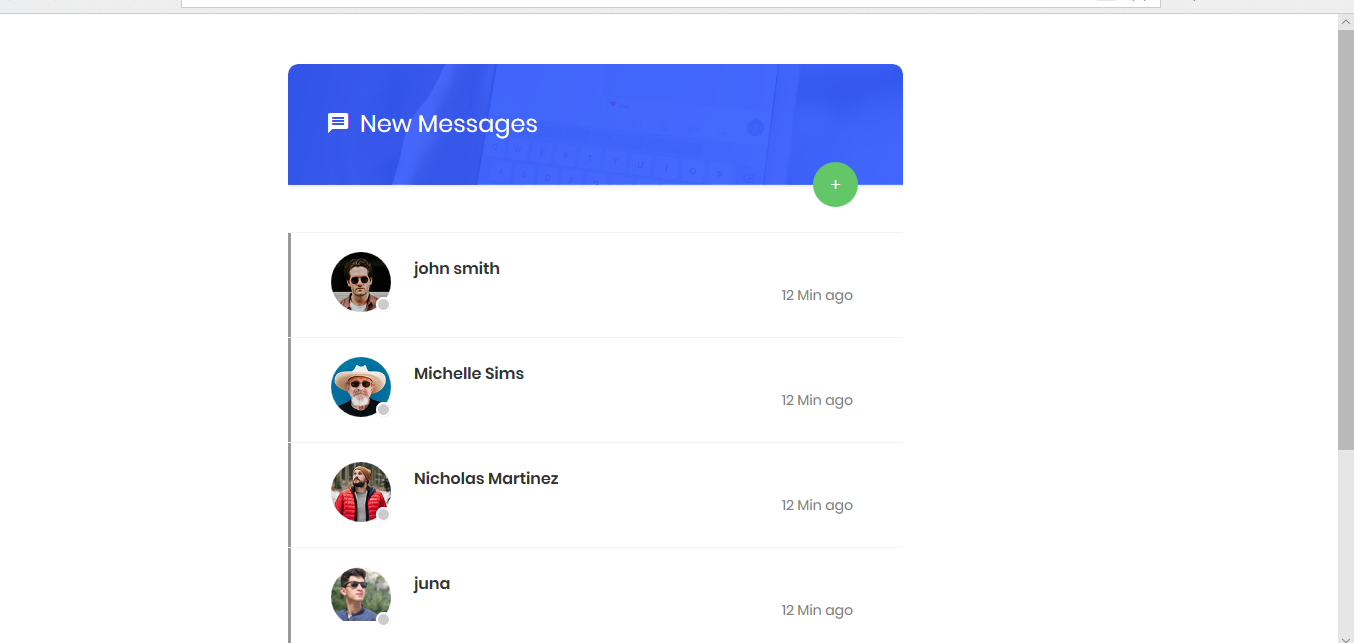 New Messages
+
john smith
12 Min ago
Michelle Sims
12 Min ago
Nicholas Martinez
12 Min ago
juna
12 Min ago